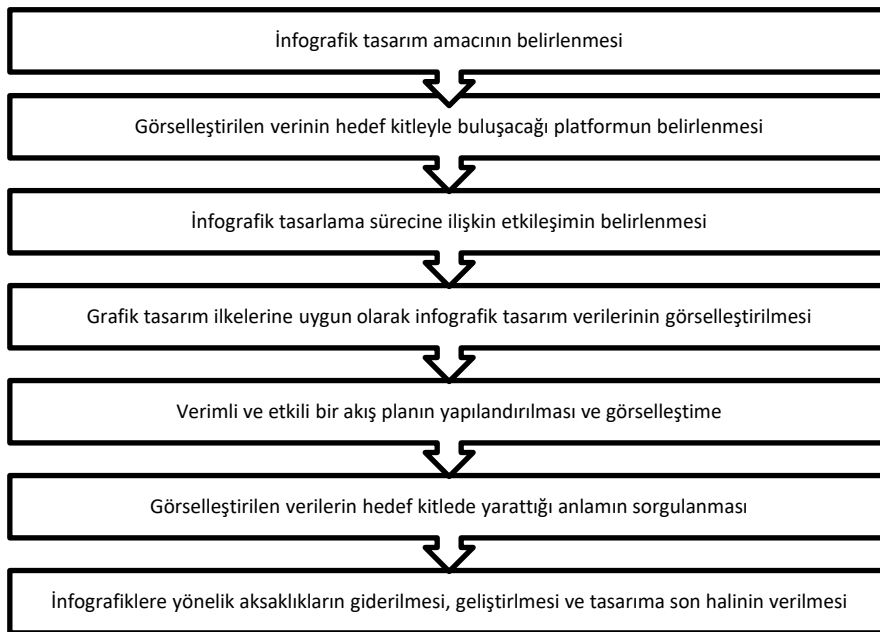 İnfografik tasarım amacının belirlenmesi
Görselleştirilen verinin hedef kitleyle buluşacağı platformun belirlenmesi
İnfografik tasarlama sürecine ilişkin etkileşimin belirlenmesi
Grafik tasarım ilkelerine uygun olarak infografik tasarım verilerinin görselleştirilmesi
Verimli ve etkili bir akış planın yapılandırılması ve görselleştime
Görselleştirilen verilerin hedef kitlede yarattığı anlamın sorgulanması
İnfografiklere yönelik aksaklıkların giderilmesi, geliştirlmesi ve tasarıma son halinin verilmesi